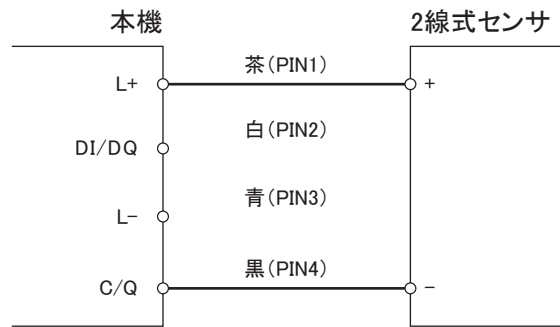 本機
2線式センサ
茶(PIN1)
L+
+
白(PIN2)
DI/DQ
青(PIN3)
L−
黒(PIN4)
C/Q
−